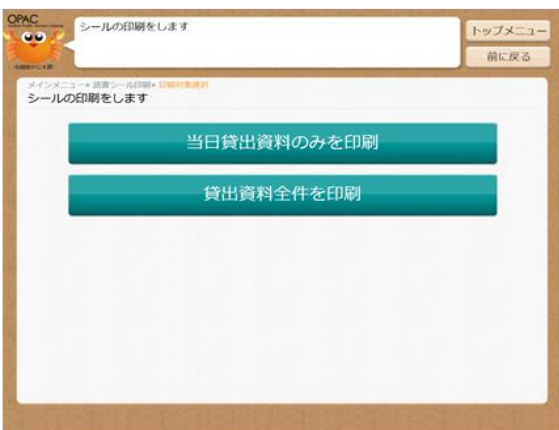 OPAC
シールの印刷をします
トップメニュー
前に戻る
メインメニュー» 読書シール印刷» 印刷対象選択
シールの印刷をします
当日貸出資料のみを印刷
貸出資料全件を印刷